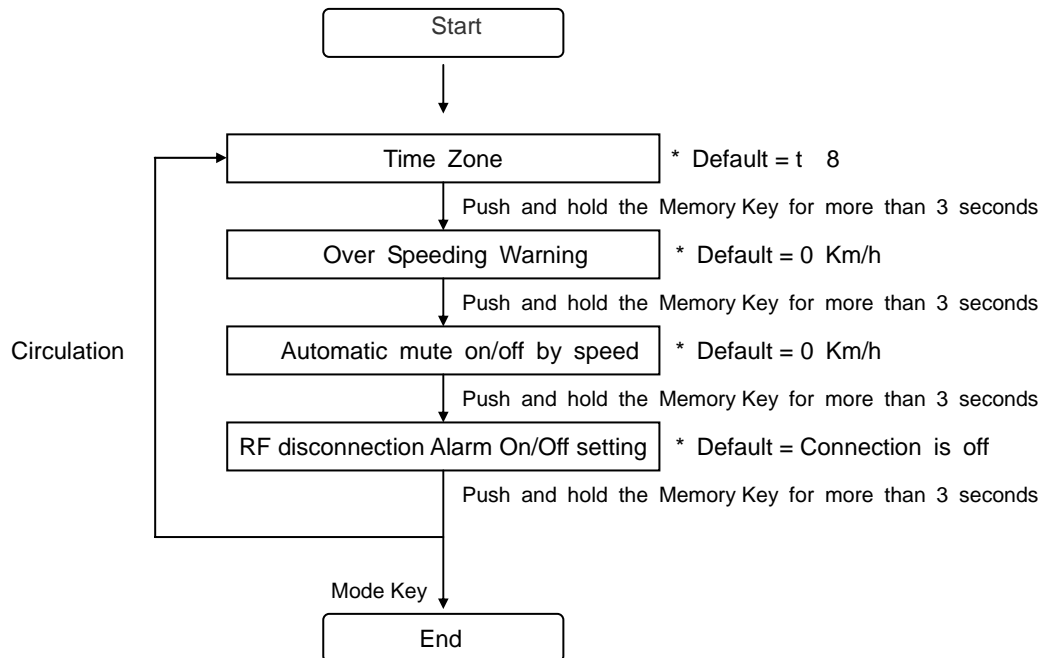 Start
Time Zone * Default = t 8
Push and hold the Memory Key for more than 3 seconds
Over Speeding Warning * Default = 0 Km/h
Push and hold the Memory Key for more than 3 seconds
Circulation
Automatic mute on/off by speed * Default = 0 Km/h
Push and hold the Memory Key for more than 3 seconds
RF disconnection Alarm On/Off setting * Default = Connection is off
Push and hold the Memory Key for more than 3 seconds
Mode Key
End